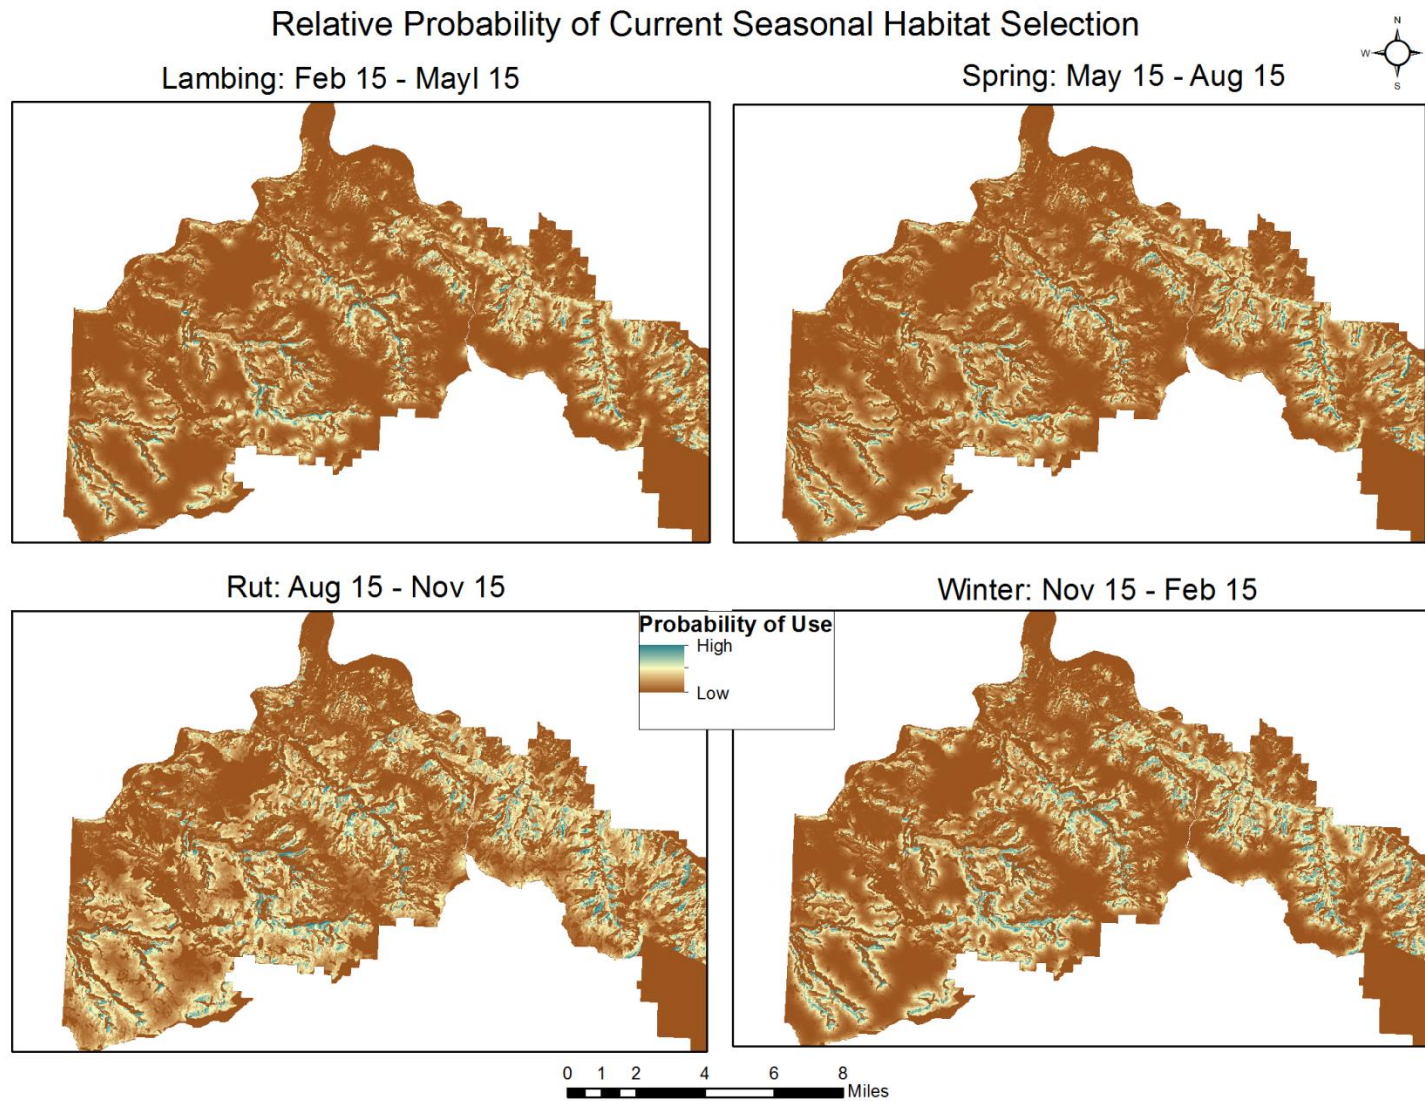 Relative Probability of Current Seasonal Habitat Selection
N
W
S
Lambing: Feb 15 - Mayl 15
Spring: May 15 - Aug 15
Rut: Aug 15 - Nov 15
Winter: Nov 15 - Feb 15
Probability of Use
High
Low
0 1 2 4 6 8
Miles